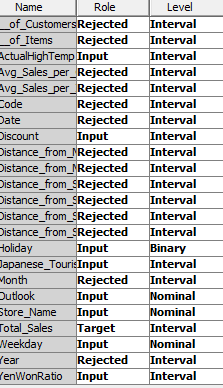 Name Role Level
__of_Customers Rejected Interval
__of_Items Rejected Interval
ActualHighTemp Input Interval
Avg_Sales_per_ Rejected Interval
Avg_Sales_per_ Rejected Interval
Code Rejected Interval
Date Rejected Interval
Discount Input Interval
Distance_from_M Rejected Interval
Distance_from_N Rejected Interval
Distance_from_S Rejected Interval
Distance_from_S Rejected Interval
Distance_from_S Rejected Interval
Distance_from_S Rejected Interval
Holiday Input Binary
Japanese_Touris Input Interval
Month Rejected Interval
Outlook Input Nominal
Store_Name Input Nominal
Total_Sales Target Interval
Weekday Input Nominal
Year Rejected Interval
YenWonRatio Input Interval